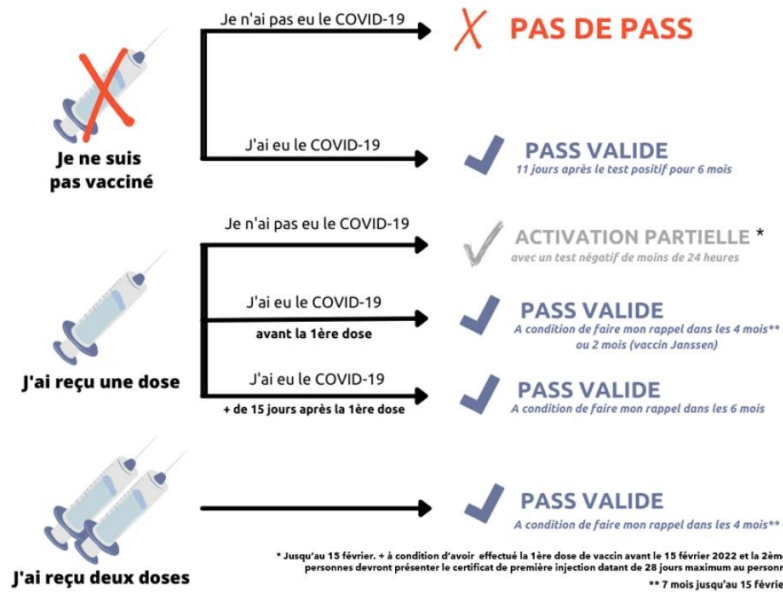 Je n'ai pas eu le COVID-19
PAS DE PASS
J'ai eu le COVID-19
PASS VALIDE
11 jours après le test positif pour 6 mois
Je ne suis
pas vacciné
Je n'ai pas eu le COVID-19
ACTIVATION PARTIELLE *
avec un test négatif de moins de 24 heures
J'ai eu le COVID-19
avant la 1ère dose
PASS VALIDE
A condition de faire mon rappel dans les 4 mois**
ou 2 mois (vaccin Janssen)
J'ai reçu une dose
J'ai eu le COVID-19
+ de 15 jours après la 1ère dose
PASS VALIDE
A condition de faire mon rappel dans les 6 mois
PASS VALIDE
A condition de faire mon rappel dans les 4 mois**
J'ai reçu deux doses
* Jusqu'au 15 février. + à condition d'avoir effectué la 1ère dose de vaccin avant le 15 février 2022 et la
personnes devront présenter le certificat de première injection datant de 28 jours maximum au
** 7 mois jusqu'au 15